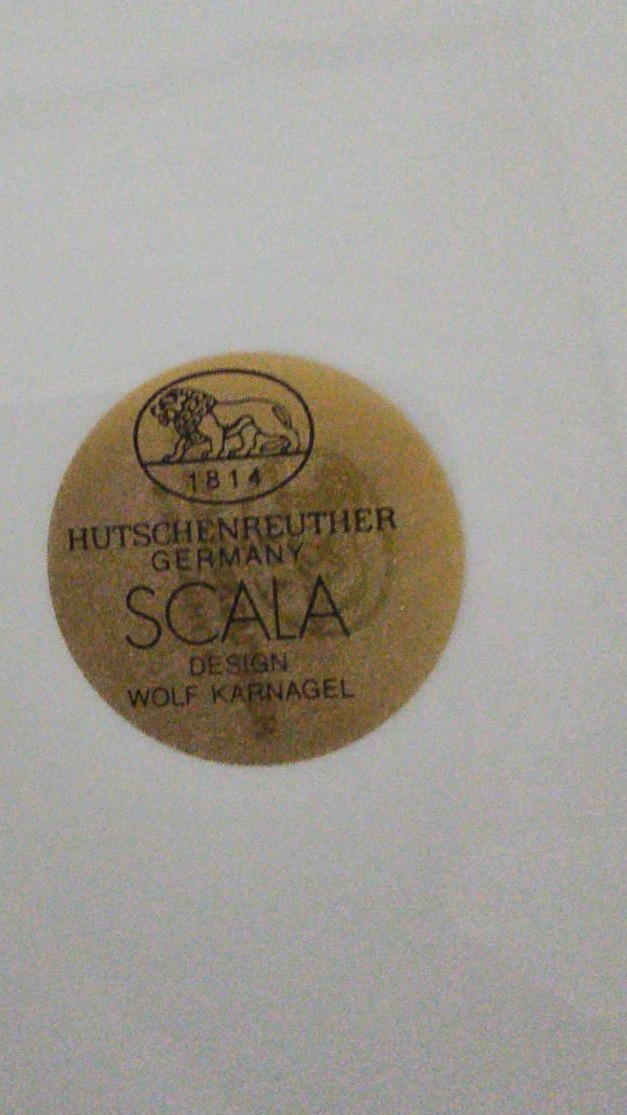 1814
HUTSCHENREUTHER
GERMANY
SCALA
DESIGN
WOLF KARNAGEL